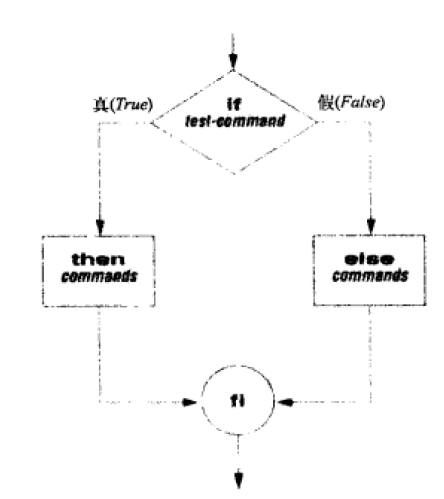 真(True)
if
test-command
假(False)
then
commands
else
commands
fi